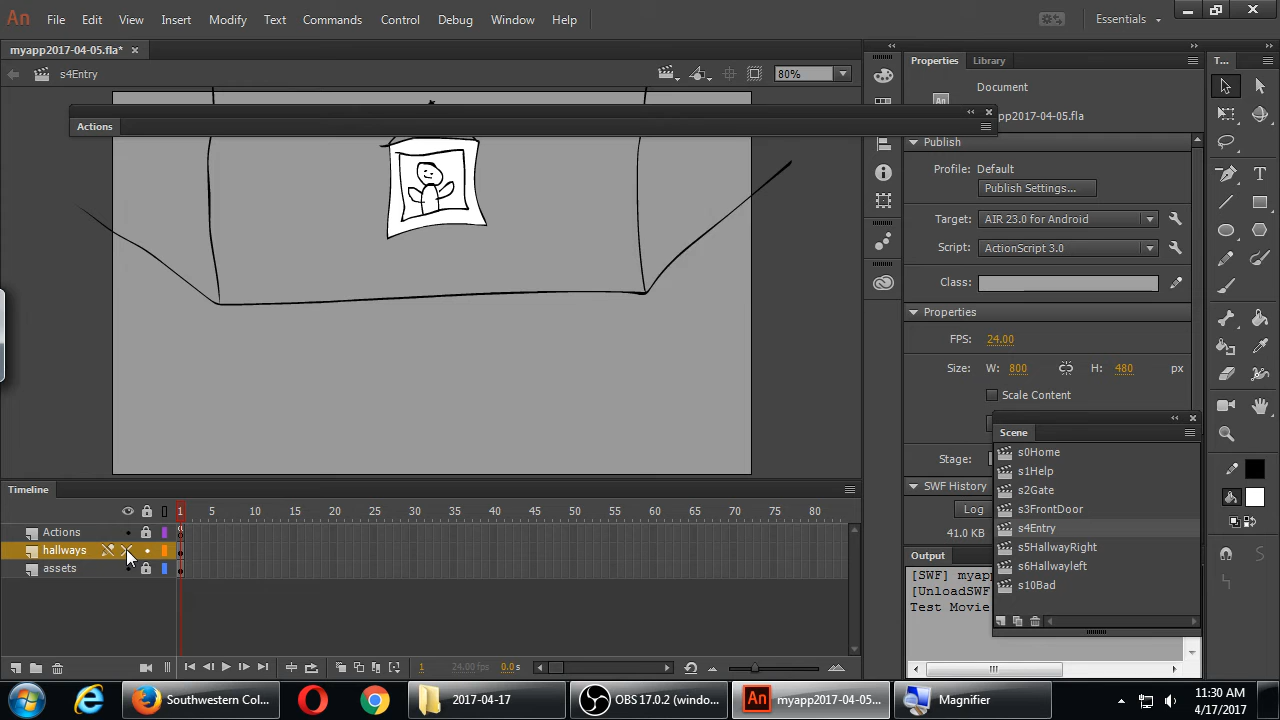 An File Edit View Insert Modify Text Commands Control Debug Window Help Essentials
myapp2017-04-05.fla* ×
s4Entry 80%
Actions
Properties Library
Document
app2017-04-05.fla
Publish
Profile: Default
Publish Settings...
Target: AIR 23.0 for Android
Script: ActionScript 3.0
Class:
Properties
FPS: 24.00
Size: W: 800 H: 480 px
Scale Content
Stage:
SWF History
Log
41.0 KB
Output
[SWF] myapp
[UnloadSWF
Test Movie
Scene
s0Home
s1Help
s2Gate
s3FrontDoor
s4Entry
s5HallwayRight
s6Hallwayleft
s10Bad
T...
Timeline
1 5 10 15 20 25 30 35 40 45 50 55 60 65 70 75 80
Actions
hallways
assets
1 24.00 fps 0.0 s
Southwestern Col... 2017-04-17 OBS 17.0.2 (windo... An myapp2017-04-05... Magnifier
11:30 AM
4/17/2017